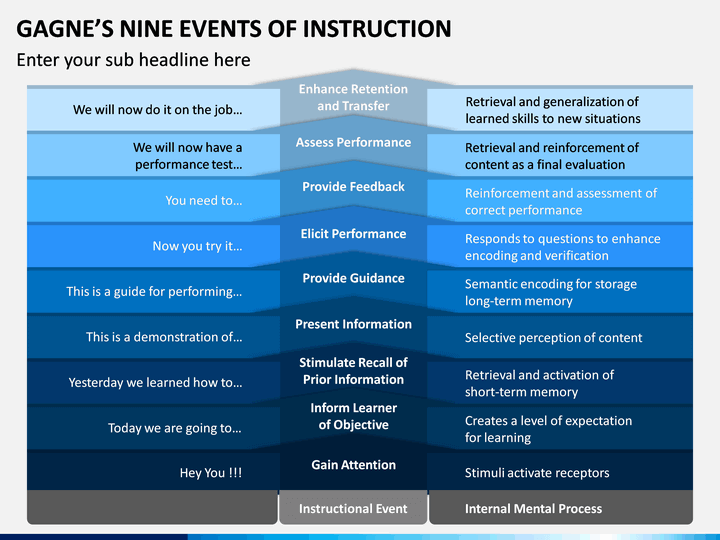 GAGNE'S NINE EVENTS OF INSTRUCTION
Enter your sub headline here
We will now do it on the job...
Enhance Retention
and Transfer
Retrieval and generalization of
learned skills to new situations
We will now have a
performance test...
Assess Performance
Retrieval and reinforcement of
content as a final evaluation
You need to...
Provide Feedback
Reinforcement and assessment of
correct performance
Now you try it...
Elicit Performance
Responds to questions to enhance
encoding and verification
This is a guide for performing...
Provide Guidance
Semantic encoding for storage
long-term memory
This is a demonstration of...
Present Information
Selective perception of content
Yesterday we learned how to...
Stimulate Recall of
Prior Information
Retrieval and activation of
short-term memory
Today we are going to...
Inform Learner
of Objective
Creates a level of expectation
for learning
Hey You !!!
Gain Attention
Stimuli activate receptors
Instructional Event
Internal Mental Process